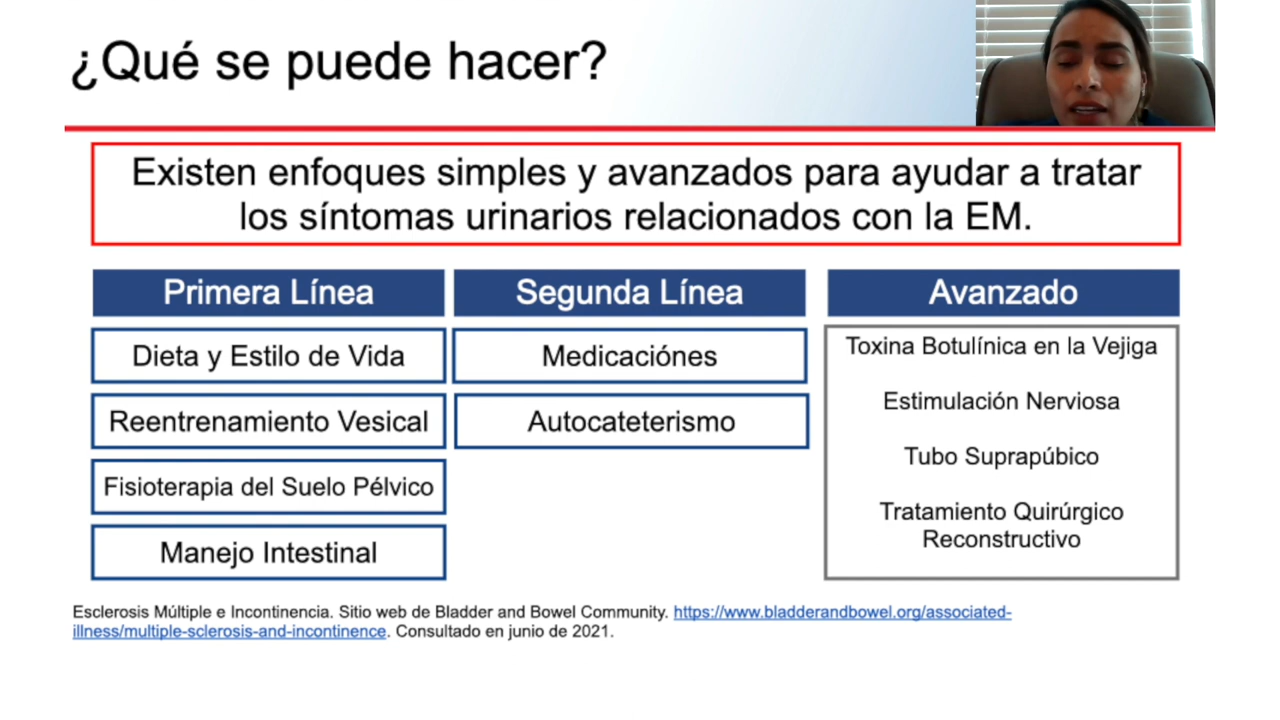 ¿Qué se puede hacer?
Existen enfoques simples y avanzados para ayudar a tratar
los síntomas urinarios relacionados con la EM.
Primera Línea
Dieta y Estilo de Vida
Reentrenamiento Vesical
Fisioterapia del Suelo Pélvico
Manejo Intestinal
Segunda Línea
Medicaciónes
Autocateterismo
Avanzado
Toxina Botulínica en la Vejiga
Estimulación Nerviosa
Tubo Suprapúbico
Tratamiento Quirúrgico
Reconstructivo
Esclerosis Múltiple e Incontinencia. Sitio web de Bladder and Bowel Community. https://www.bladderandbowel.org/associated-
illness/multiple-sclerosis-and-incontinence. Consultado en junio de 2021.